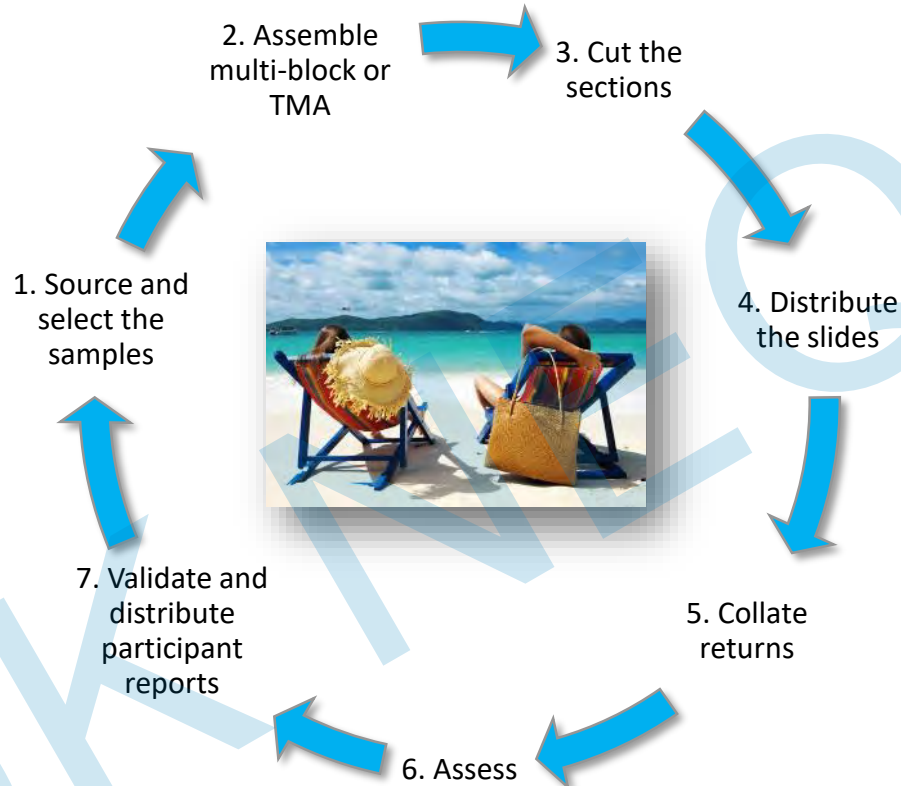 1. Source and
select the
samples
2. Assemble
multi-block or
TMA
3. Cut the
sections
4. Distribute
the slides
5. Collate
returns
6. Assess
7. Validate and
distribute
participant
reports